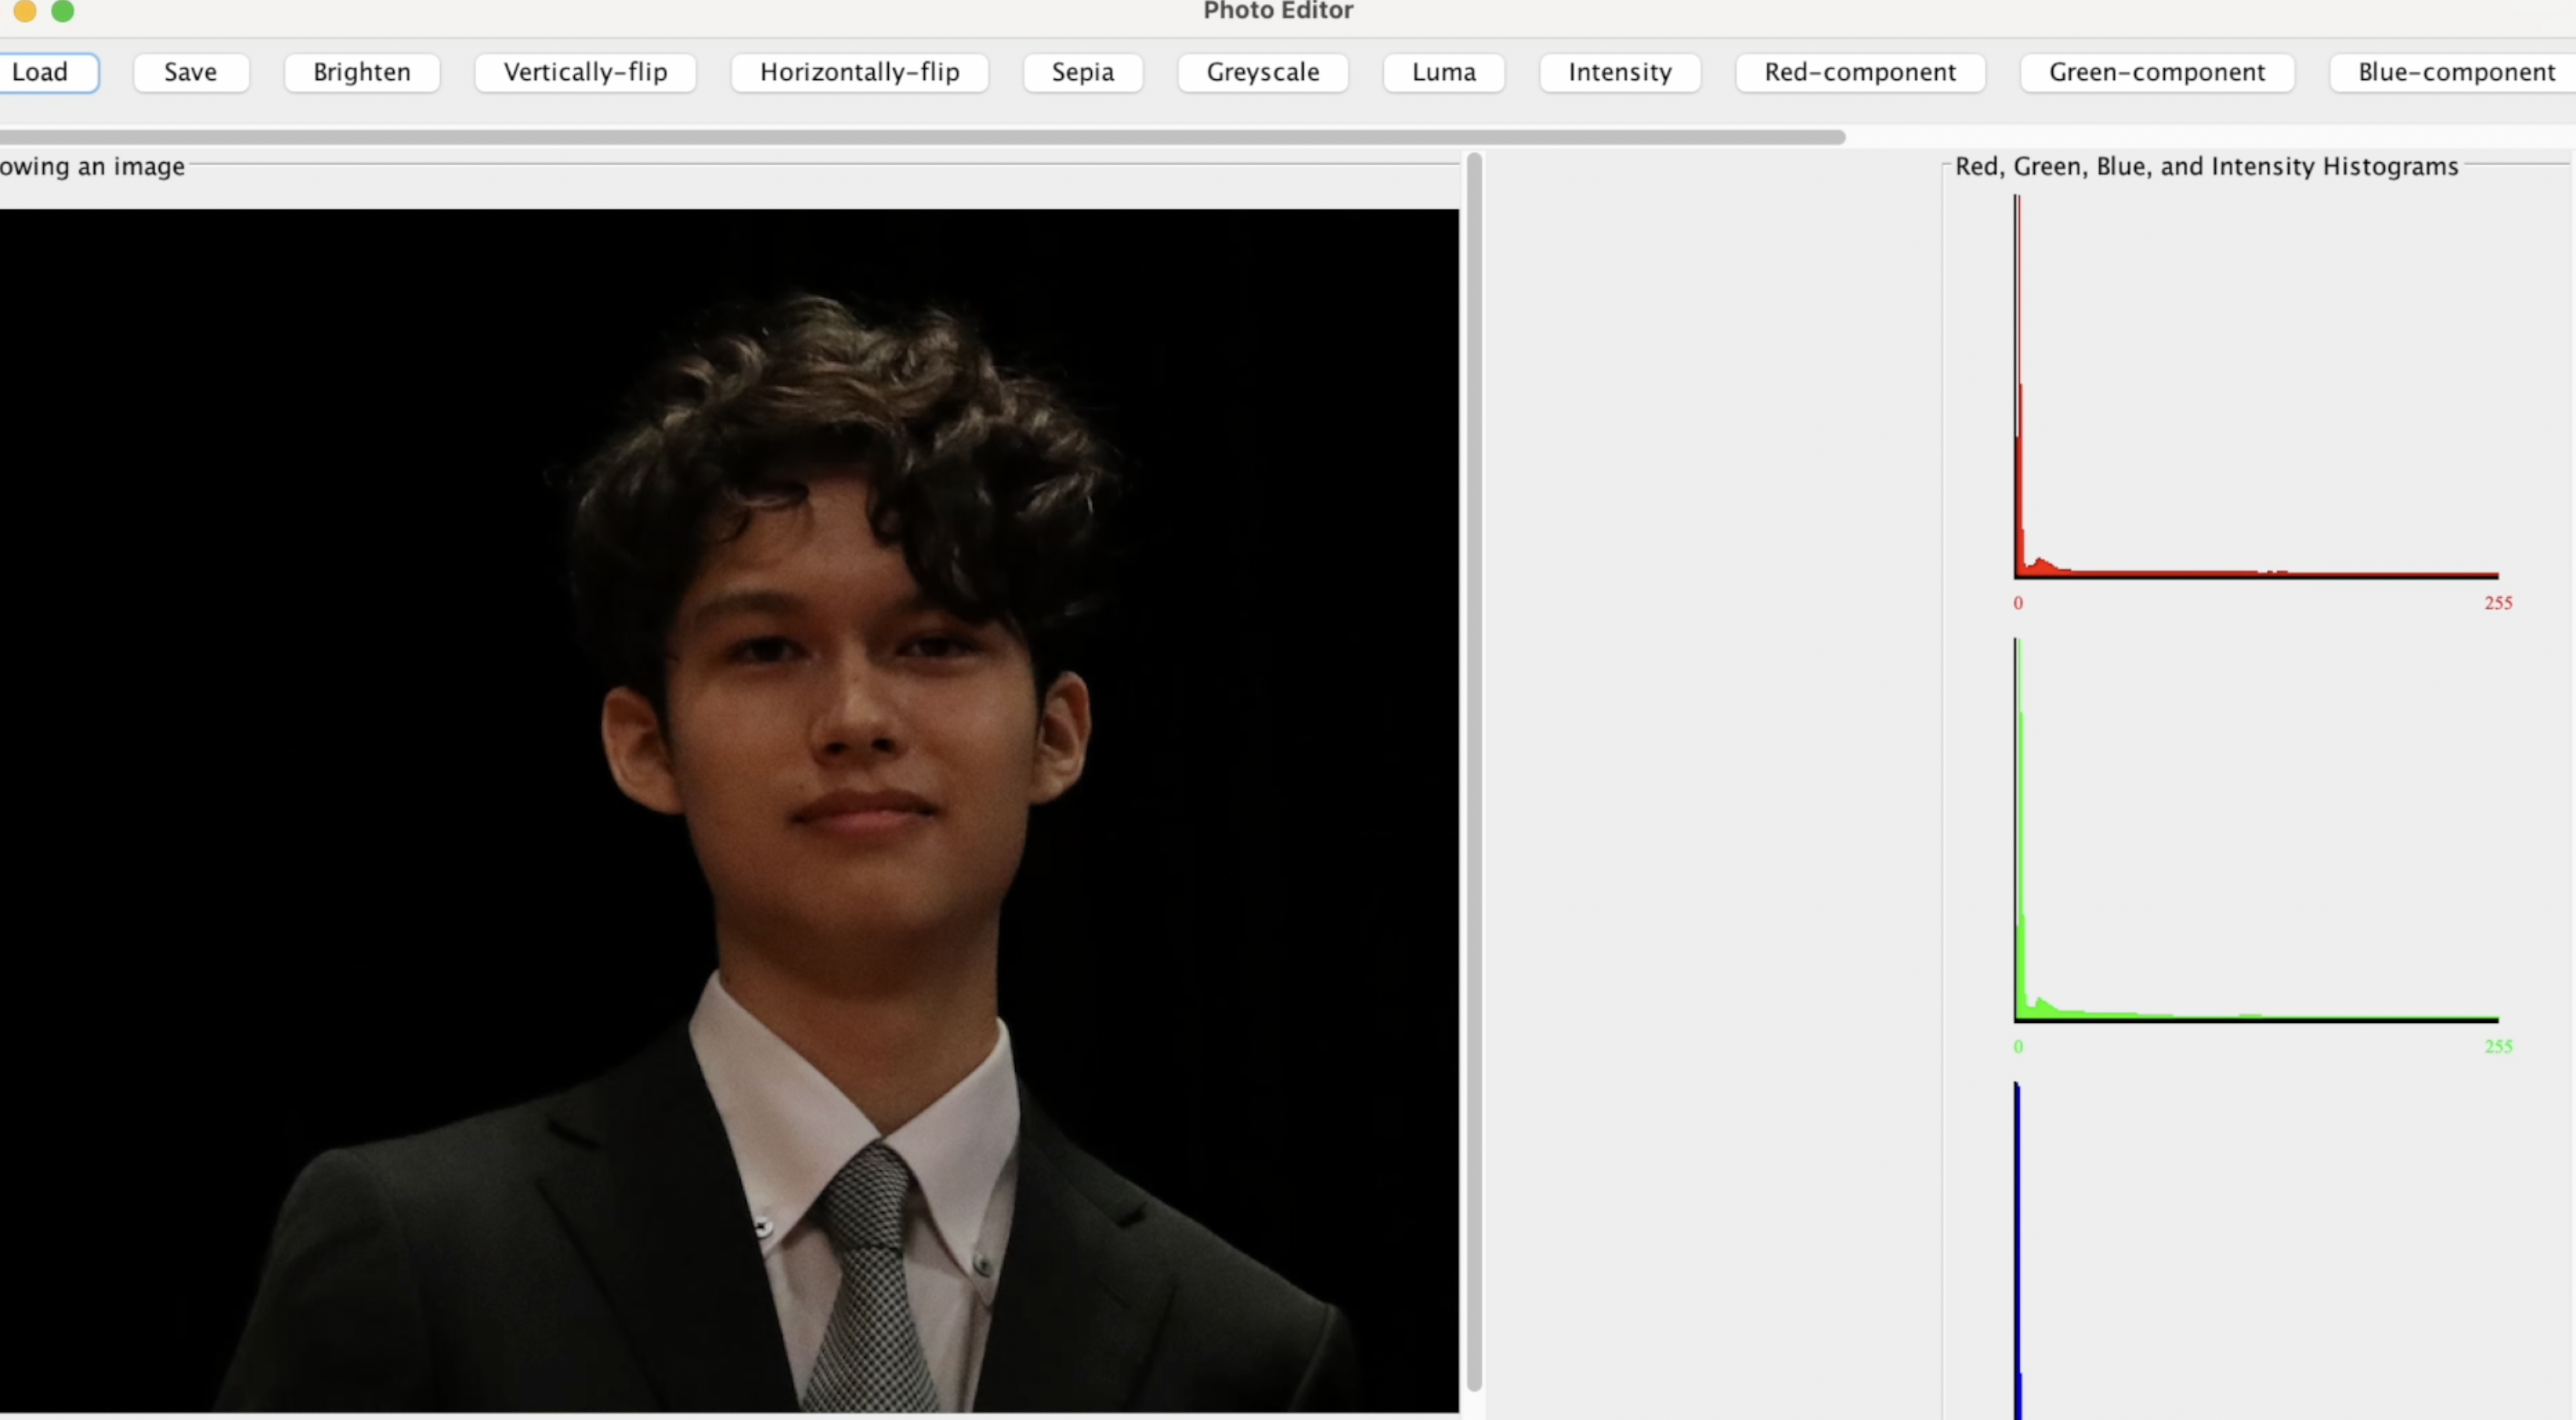 Photo Editor
Load Save Brighten Vertically-flip Horizontally-flip Sepia Greyscale Luma Intensity Red-component Green-component Blue-component
owing an image
Red, Green, Blue, and Intensity Histograms
0 255
0 255